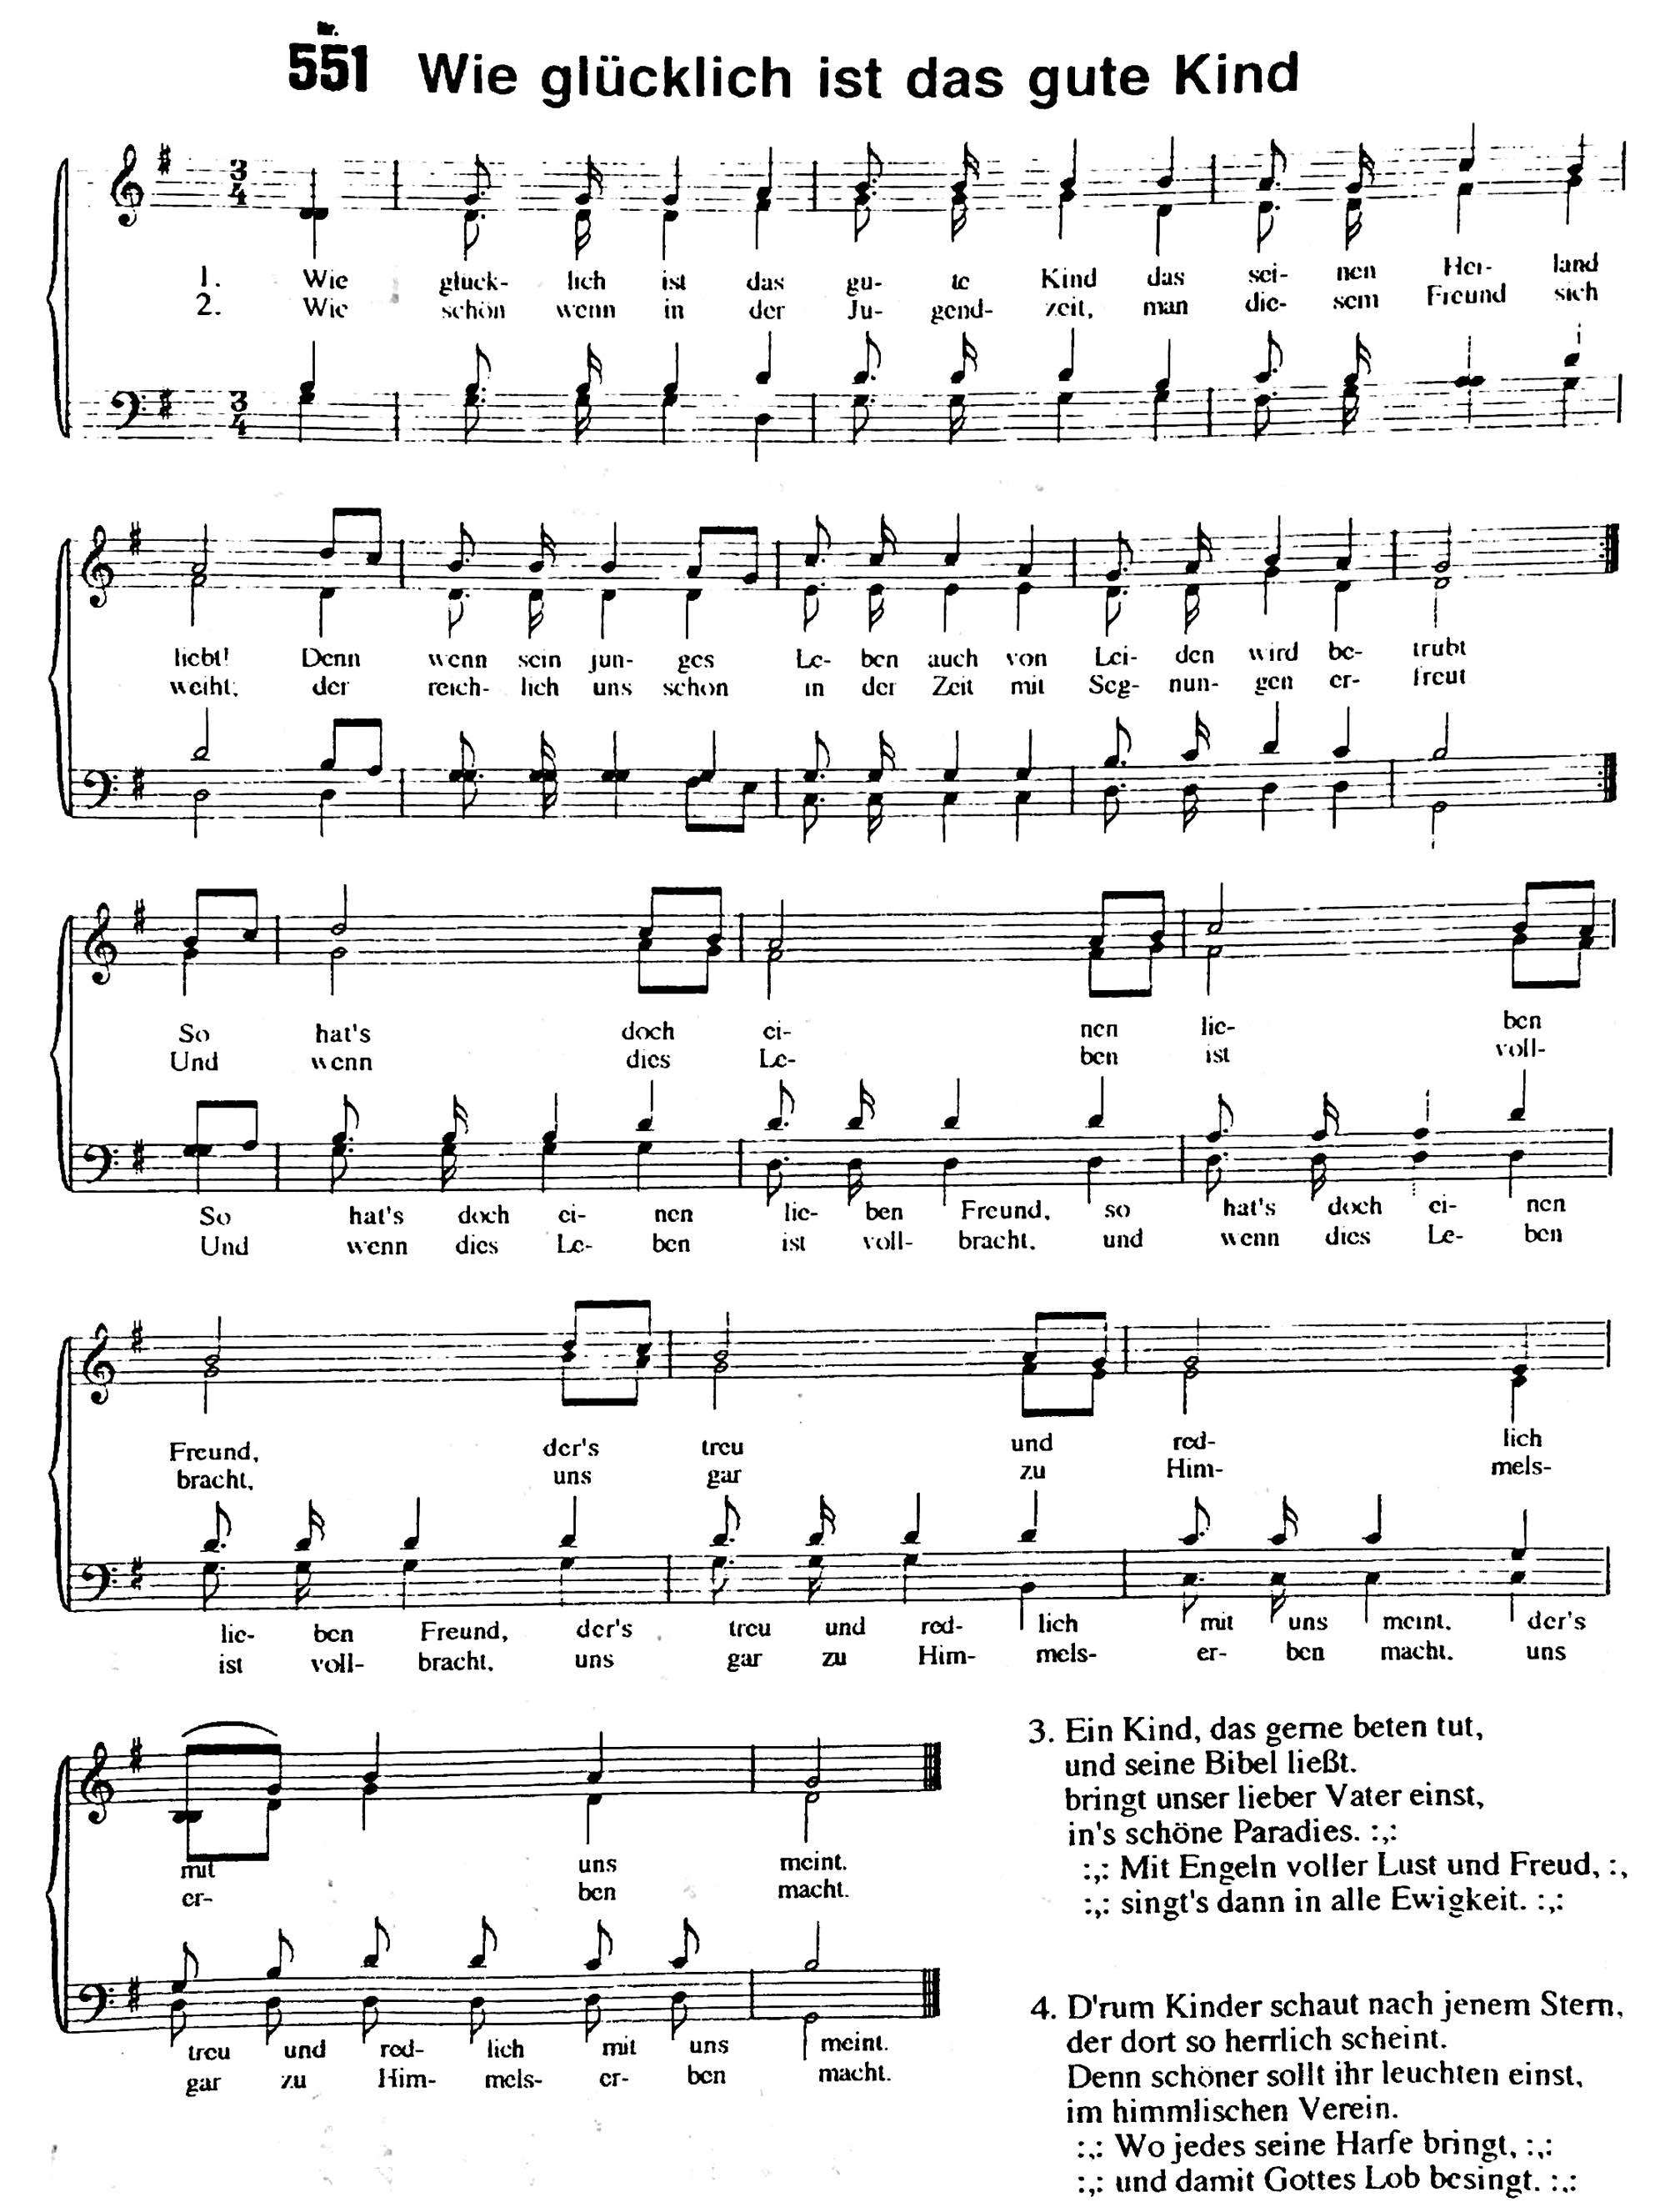 Nr.
551 Wie glücklich ist das gute Kind
3
4
1. Wie glück- lich ist das gu- te Kind das sei- nen Hei- land
2. Wie schön wenn in der Ju- gend- zeit, man die- sem Freund sich
3
4
liebt! Denn wenn sein jun- ges Le- ben auch von Lei- den wird be- trübt
weiht; der reich- lich uns schon in der Zeit mit Seg- nun- gen er- freut
So hat's doch ei- nen lie- ben
Und wenn dies Le- ben ist voll-
So hat's doch ei- nen lie- ben Freund, so hat's doch ei- nen
Und wenn dies Le- ben ist voll- bracht, und wenn dies Le- ben
Freund, der's treu und red- lich
bracht, uns gar zu Him- mels-
lie- ben Freund, der's treu und red- lich mit uns meint, der's
ist voll- bracht, uns gar zu Him- mels- er- ben macht, uns
mit uns meint.
er- ben macht.
treu und red- lich mit uns meint.
gar zu Him- mels- er- ben macht.
3. Ein Kind, das gerne beten tut,
und seine Bibel ließt.
bringt unser lieber Vater einst,
in's schöne Paradies. :,:
:,: Mit Engeln voller Lust und Freud, :,
:,: singt's dann in alle Ewigkeit. :,:
4. D'rum Kinder schaut nach jenem Stern,
der dort so herrlich scheint.
Denn schöner sollt ihr leuchten einst,
im himmlischen Verein.
:,: Wo jedes seine Harfe bringt, :,:
:,: und damit Gottes Lob besingt. :,: